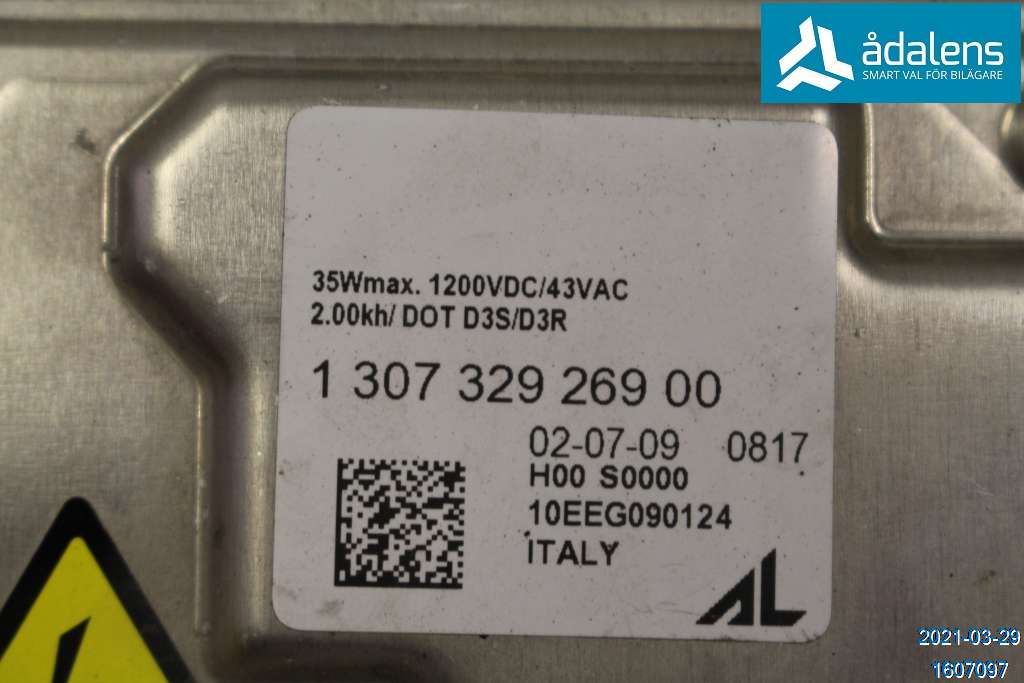 ådalens
SMART VAL FÖR BILÄGARE
35Wmax. 1200VDC/43VAC
2.00kh/ DOT D3S/D3R
1 307 329 269 00
02-07-09 0817
H00 S0000
10EEG090124
ITALY
AL
2021-03-29
1607097